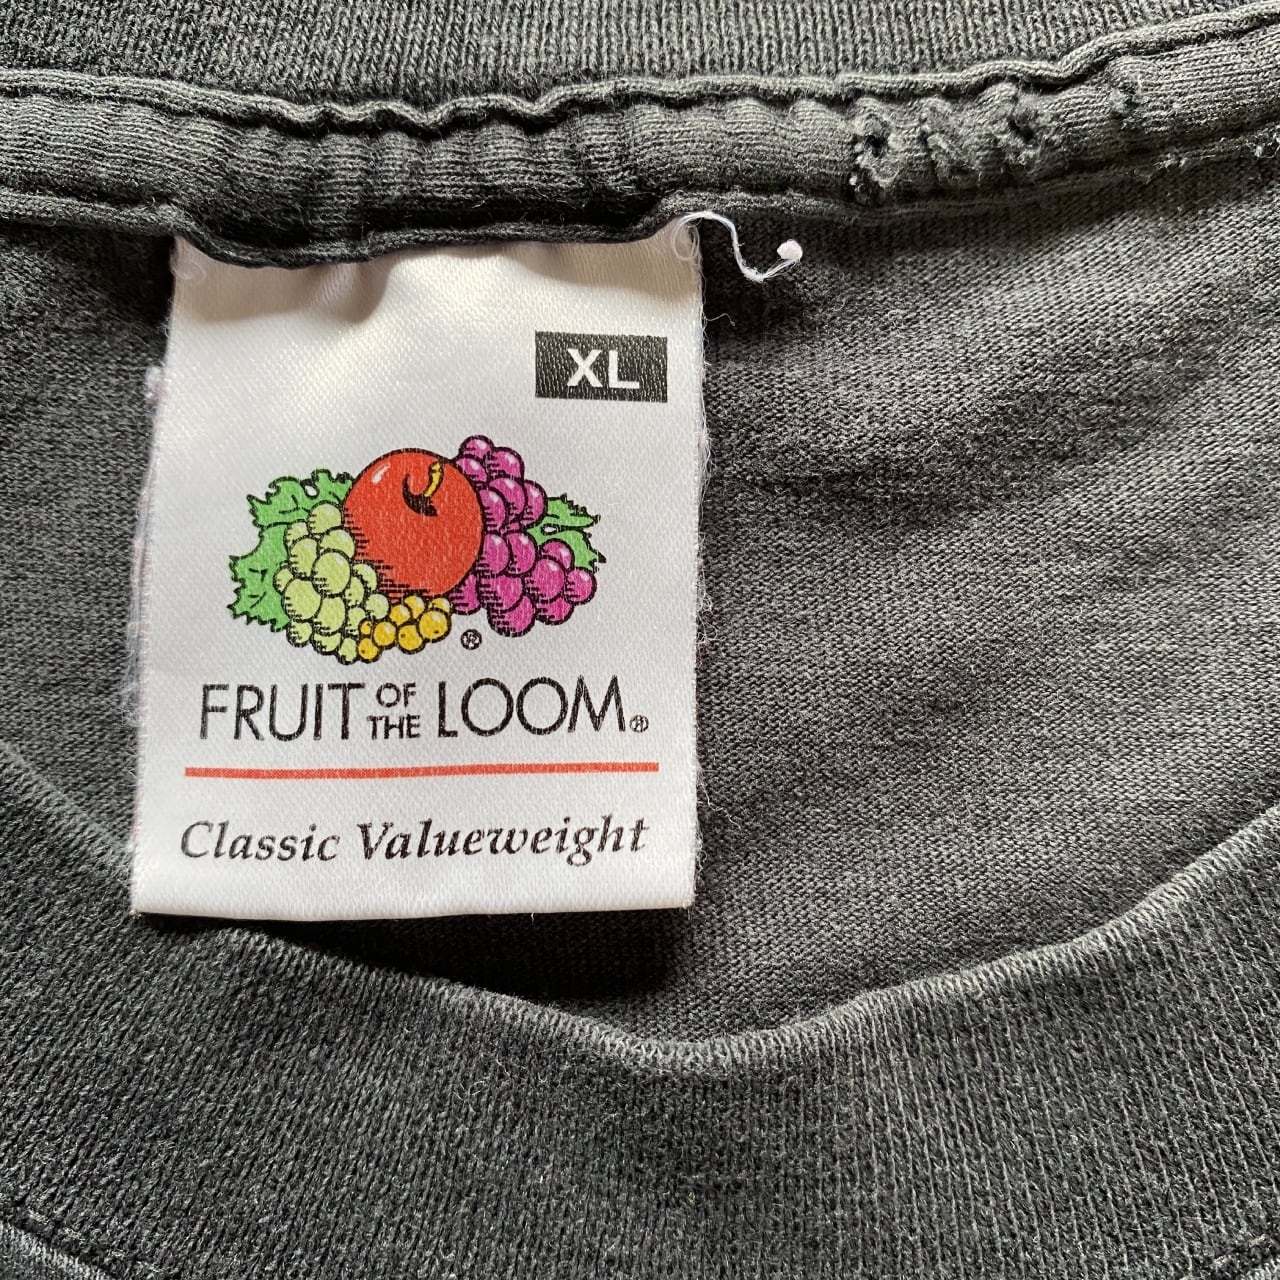 XL
®
FRUIT OF THE LOOM®
Classic Valueweight